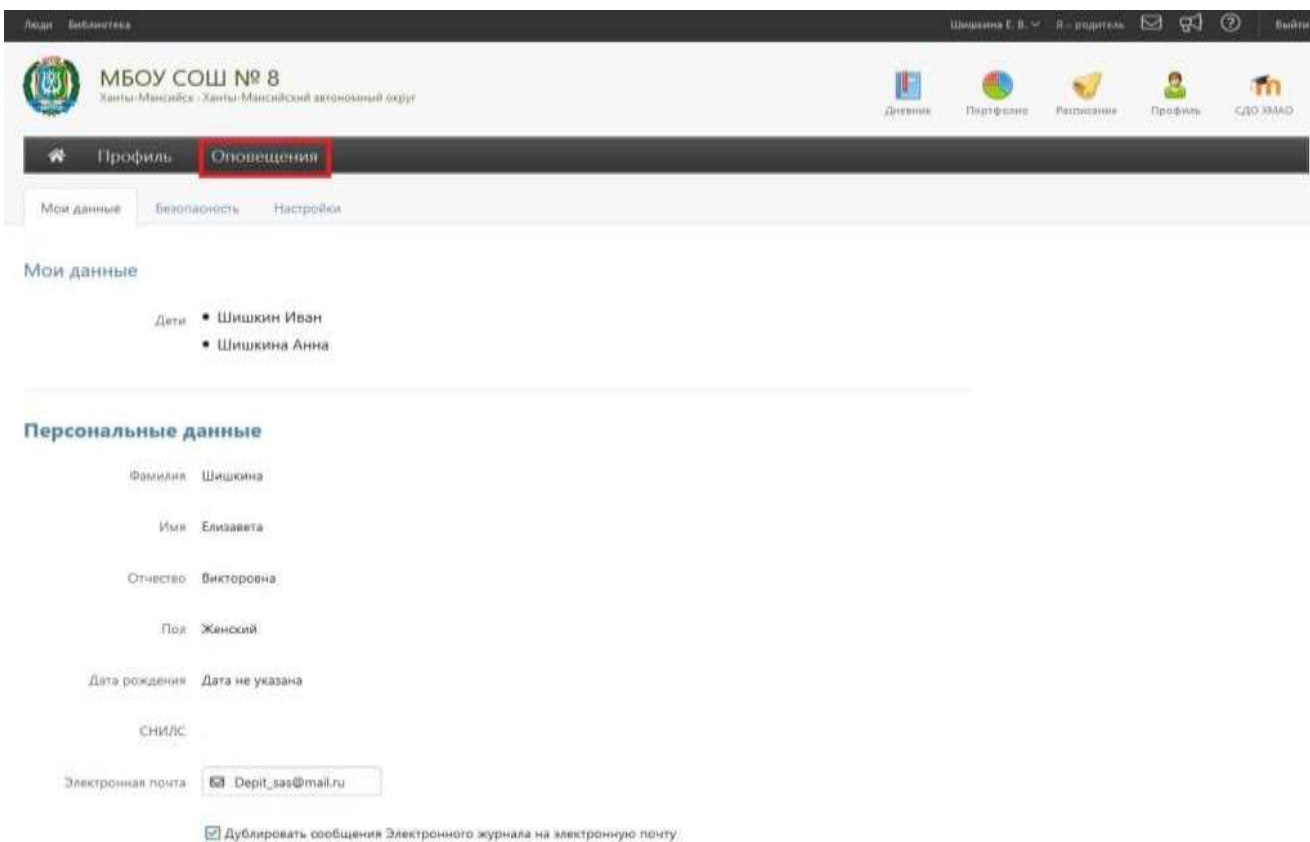 Люди Библиотека Шишкина Е. В. Я - родитель Выйти
МБОУ СОШ № 8
Ханты-Мансийск · Ханты-Мансийский автономный округ
Дневник Портфолио Расписание Профиль СДО ХМАО
Профиль Оповещения
Мои данные Безопасность Настройки
Мои данные
Дети • Шишкин Иван
• Шишкина Анна
Персональные данные
Фамилия Шишкина
Имя Елизавета
Отчество Викторовна
Пол Женский
Дата рождения Дата не указана
СНИЛС
Электронная почта Depit_sas@mail.ru
Дублировать сообщения Электронного журнала на электронную почту